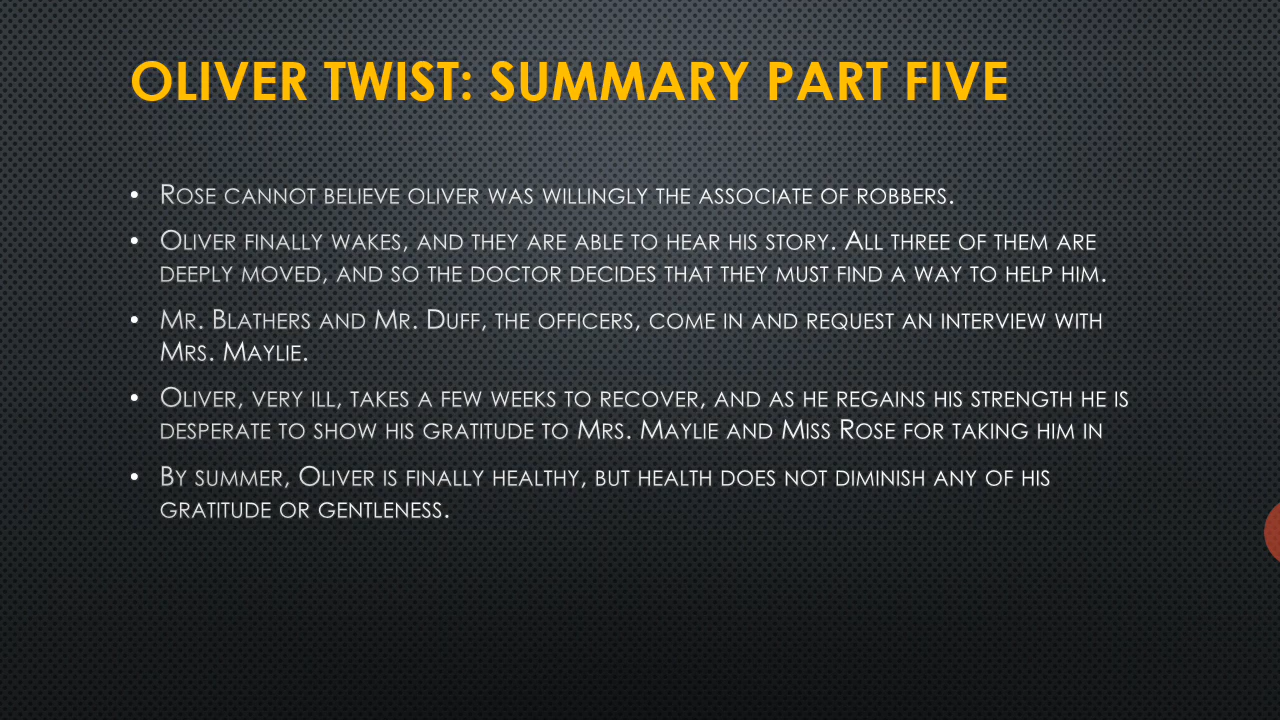 OLIVER TWIST: SUMMARY PART FIVE
• Rose cannot believe oliver was willingly the associate of robbers.
• Oliver finally wakes, and they are able to hear his story. All three of them are
deeply moved, and so the doctor decides that they must find a way to help him.
• Mr. Blathers and Mr. Duff, the officers, come in and request an interview with
Mrs. Maylie.
• Oliver, very ill, takes a few weeks to recover, and as he regains his strength he is
desperate to show his gratitude to Mrs. Maylie and Miss Rose for taking him in
• By summer, Oliver is finally healthy, but health does not diminish any of his
gratitude or gentleness.